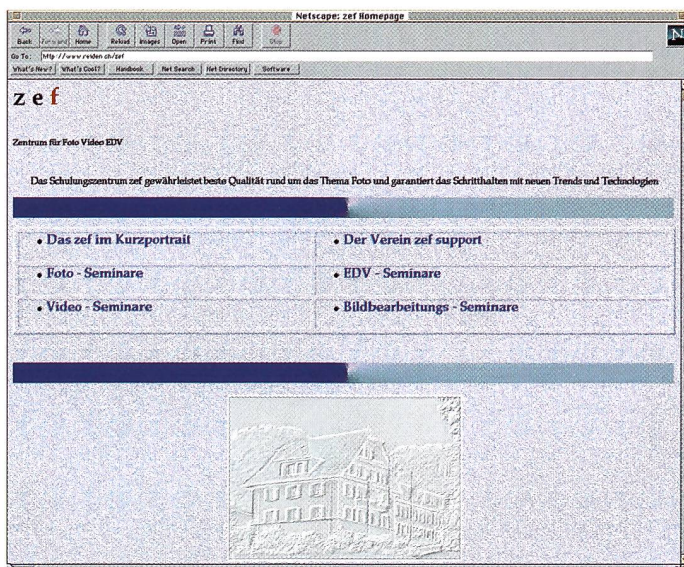 Netscape: zef Homepage
Back Forward Home Reload Images Open Print Find Stop
N
Go To: http://www.reiden.ch/zef
What's New? What's Cool? Handbook Net Search Net Directory Software
z e f
Zentrum für Foto Video EDV
Das Schulungszentrum zef gewährleistet beste Qualität rund um das Thema Foto und garantiert das Schritthalten mit neuen Trends und Technologien
• Das zef im Kurzportrait
• Der Verein zef support
• Foto - Seminare
• EDV - Seminare
• Video - Seminare
• Bildbearbeitungs - Seminare